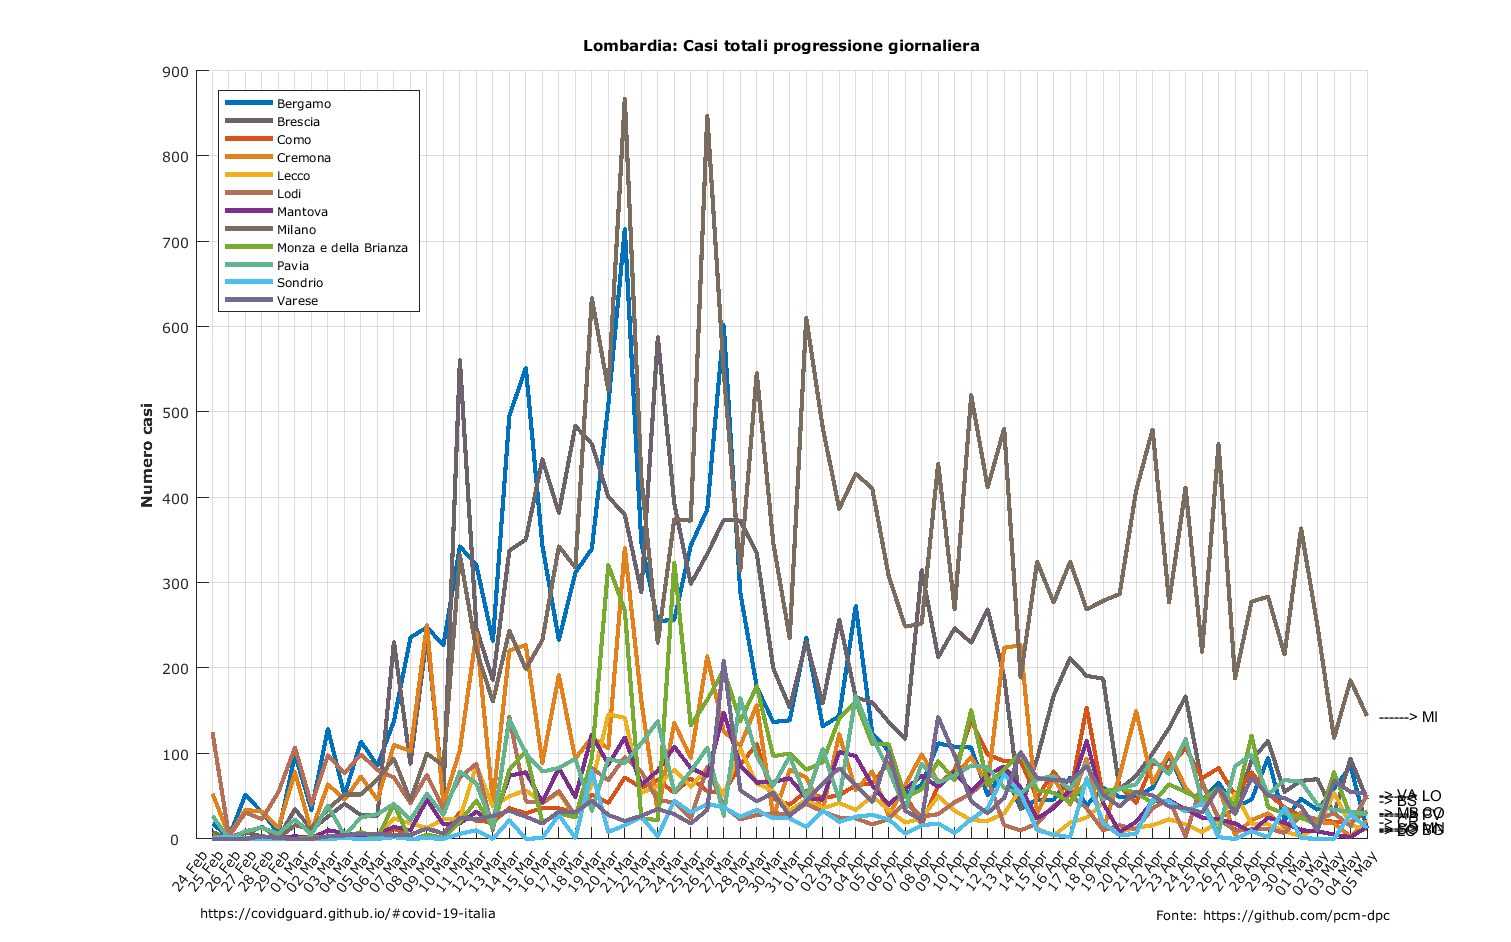 Lombardia: Casi totali progressione giornaliera
Numero casi
900
800
700
600
500
400
300
200
100
0
Bergamo
Brescia
Como
Cremona
Lecco
Lodi
Mantova
Milano
Monza e della Brianza
Pavia
Sondrio
Varese
------> MI
24 Feb
25 Feb
26 Feb
27 Feb
28 Feb
29 Feb
01 Mar
02 Mar
03 Mar
04 Mar
05 Mar
06 Mar
07 Mar
08 Mar
09 Mar
10 Mar
11 Mar
12 Mar
13 Mar
14 Mar
15 Mar
16 Mar
17 Mar
18 Mar
19 Mar
20 Mar
21 Mar
22 Mar
23 Mar
24 Mar
25 Mar
26 Mar
27 Mar
28 Mar
29 Mar
30 Mar
31 Mar
01 Apr
02 Apr
03 Apr
04 Apr
05 Apr
06 Apr
07 Apr
08 Apr
09 Apr
10 Apr
11 Apr
12 Apr
13 Apr
14 Apr
15 Apr
16 Apr
17 Apr
18 Apr
19 Apr
20 Apr
21 Apr
22 Apr
23 Apr
24 Apr
25 Apr
26 Apr
27 Apr
28 Apr
29 Apr
30 Apr
01 May
02 May
03 May
04 May
05 May
https://covidguard.github.io/#covid-19-italia
Fonte: https://github.com/pcm-dpc